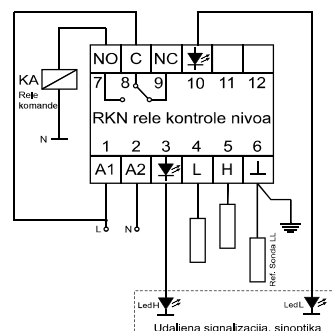 NO C NC
KA
Rele
komande
7 8 9 10 11 12
RKN rele kontrole nivoa
N
1 2 3 4 5 6
A1 A2 L H
L N
Ref. Sonda LL
LedH LedL
Udaljena signalizacija, sinoptika